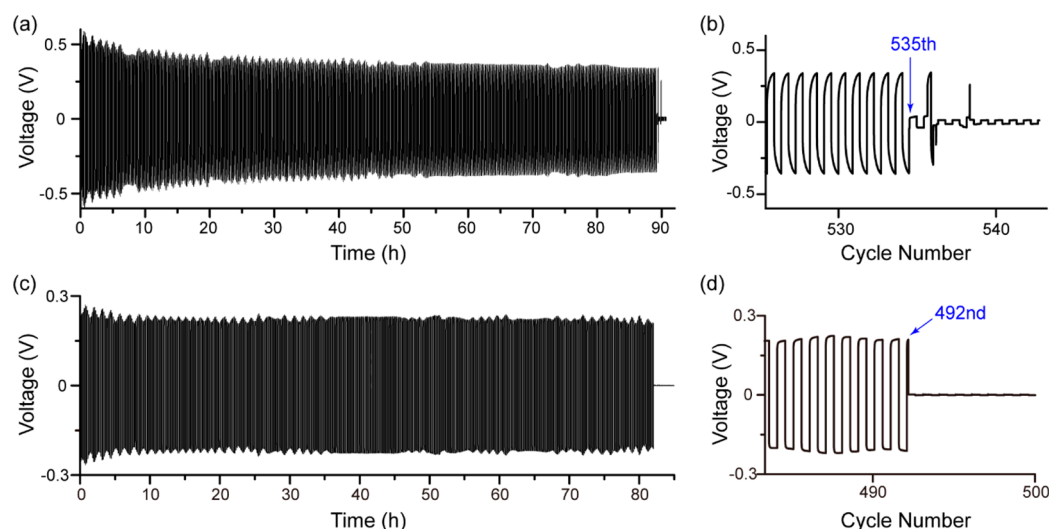 (a)
0.5
0
-0.5
Voltage (V)
0 10 20 30 40 50 60 70 80 90
Time (h)
(b)
535th
0.5
0
-0.5
Voltage (V)
530 540
Cycle Number
(c)
0.3
0
-0.3
Voltage (V)
0 10 20 30 40 50 60 70 80
Time (h)
(d)
492nd
0.3
0
-0.3
Voltage (V)
490 500
Cycle Number